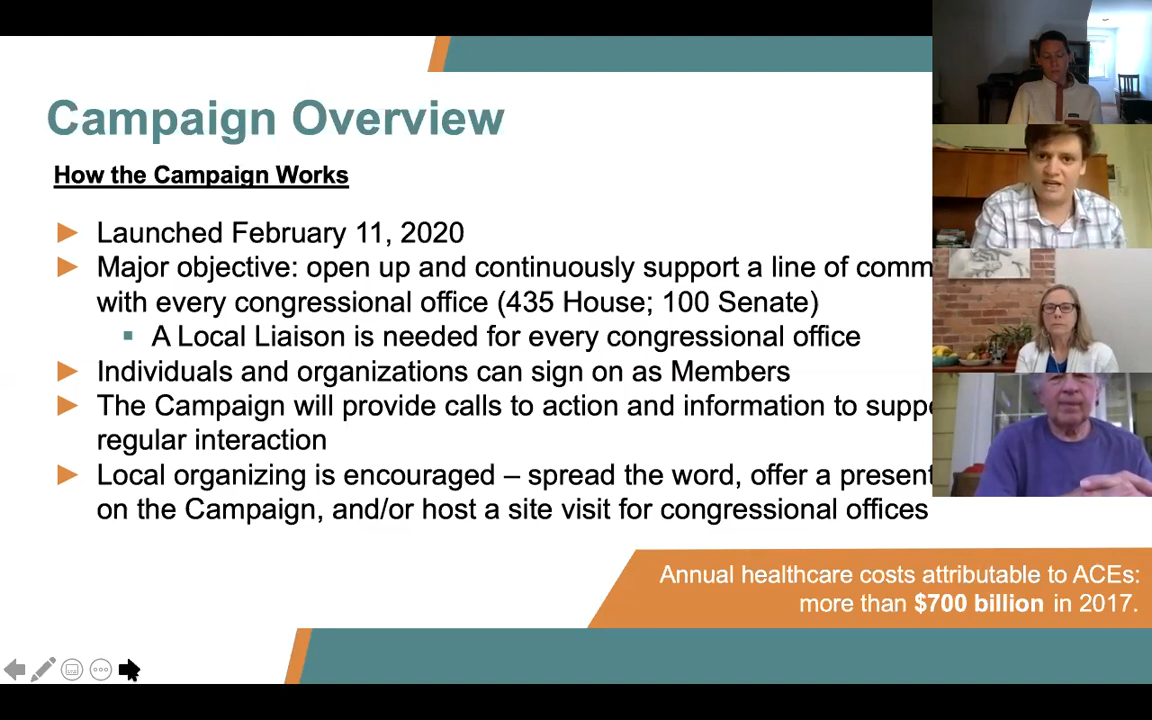 Campaign Overview
How the Campaign Works
Launched February 11, 2020
Major objective: open up and continuously support a line of comm
with every congressional office (435 House; 100 Senate)
A Local Liaison is needed for every congressional office
Individuals and organizations can sign on as Members
The Campaign will provide calls to action and information to supp
regular interaction
Local organizing is encouraged – spread the word, offer a present
on the Campaign, and/or host a site visit for congressional offices
Annual healthcare costs attributable to ACEs:
more than $700 billion in 2017.